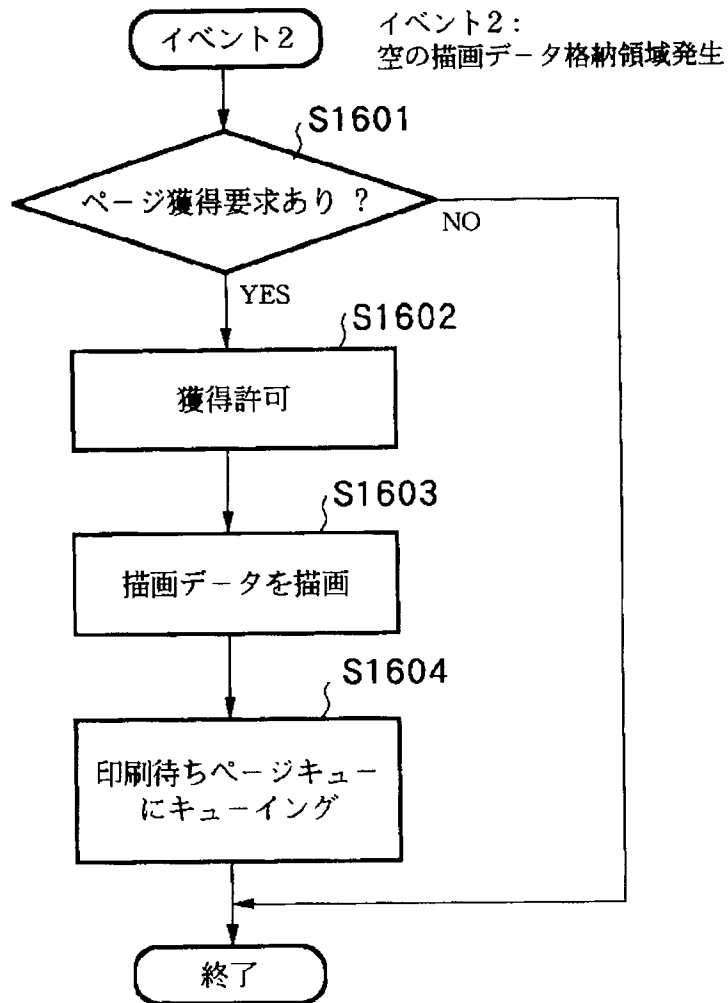 イベント2
イベント2：
空の描画データ格納領域発生
S1601
ページ獲得要求あり ?
NO
YES
S1602
獲得許可
S1603
描画データを描画
S1604
印刷待ちページキュー
にキューイング
終了